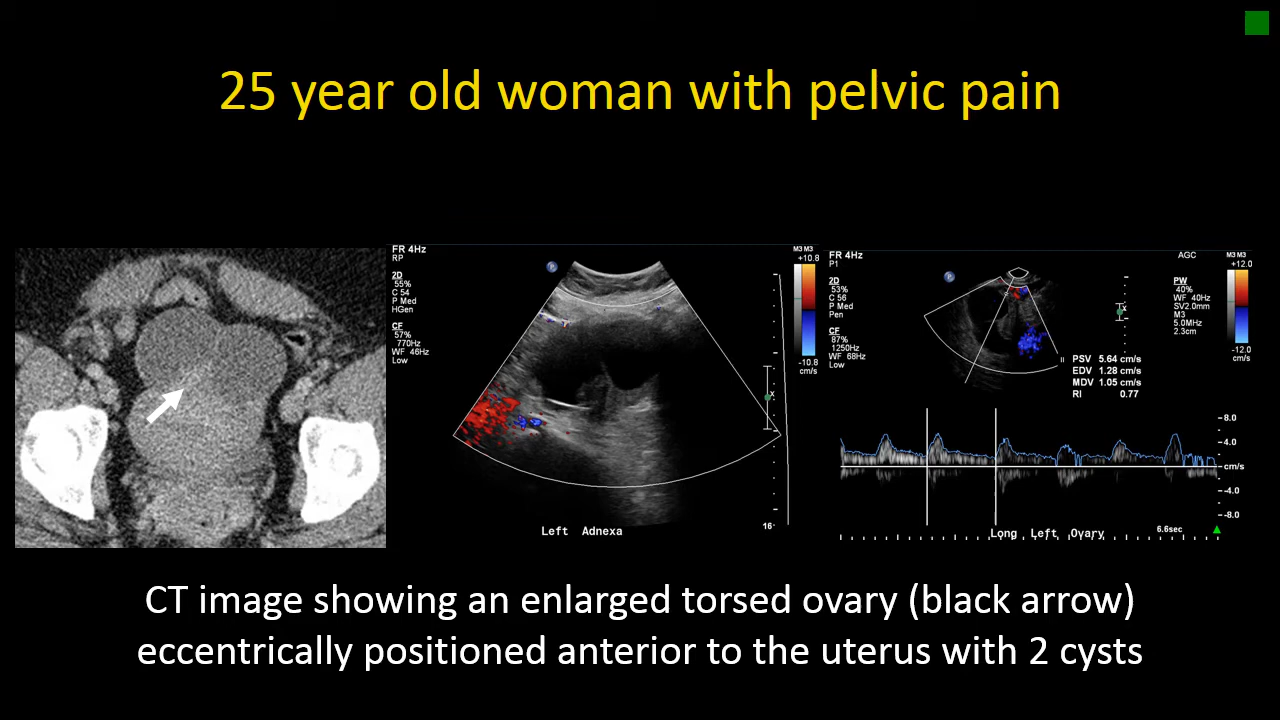 25 year old woman with pelvic pain
FR 4Hz
RP
2D
55%
C 54
P Med
HGen
CF
57%
770Hz
WF 46Hz
Low
M3 M3
+10.8
-10.8
cm/s
x
16-
Left Adnexa
FR 4Hz
P1
2D
53%
C 56
P Med
Pen
CF
87%
1250Hz
WF 68Hz
Low
AGC
M3 M3
+12.0
PW
40%
WF 40Hz
SV2.0mm
M3
5.0MHz
2.3cm
-12.0
cm/s
x
PSV 5.64 cm/s
EDV 1.28 cm/s
MDV 1.05 cm/s
RI 0.77
8.0
4.0
cm/s
-4.0
-8.0
6.6sec
Long Left Ovary
CT image showing an enlarged torsed ovary (black arrow)
eccentrically positioned anterior to the uterus with 2 cysts